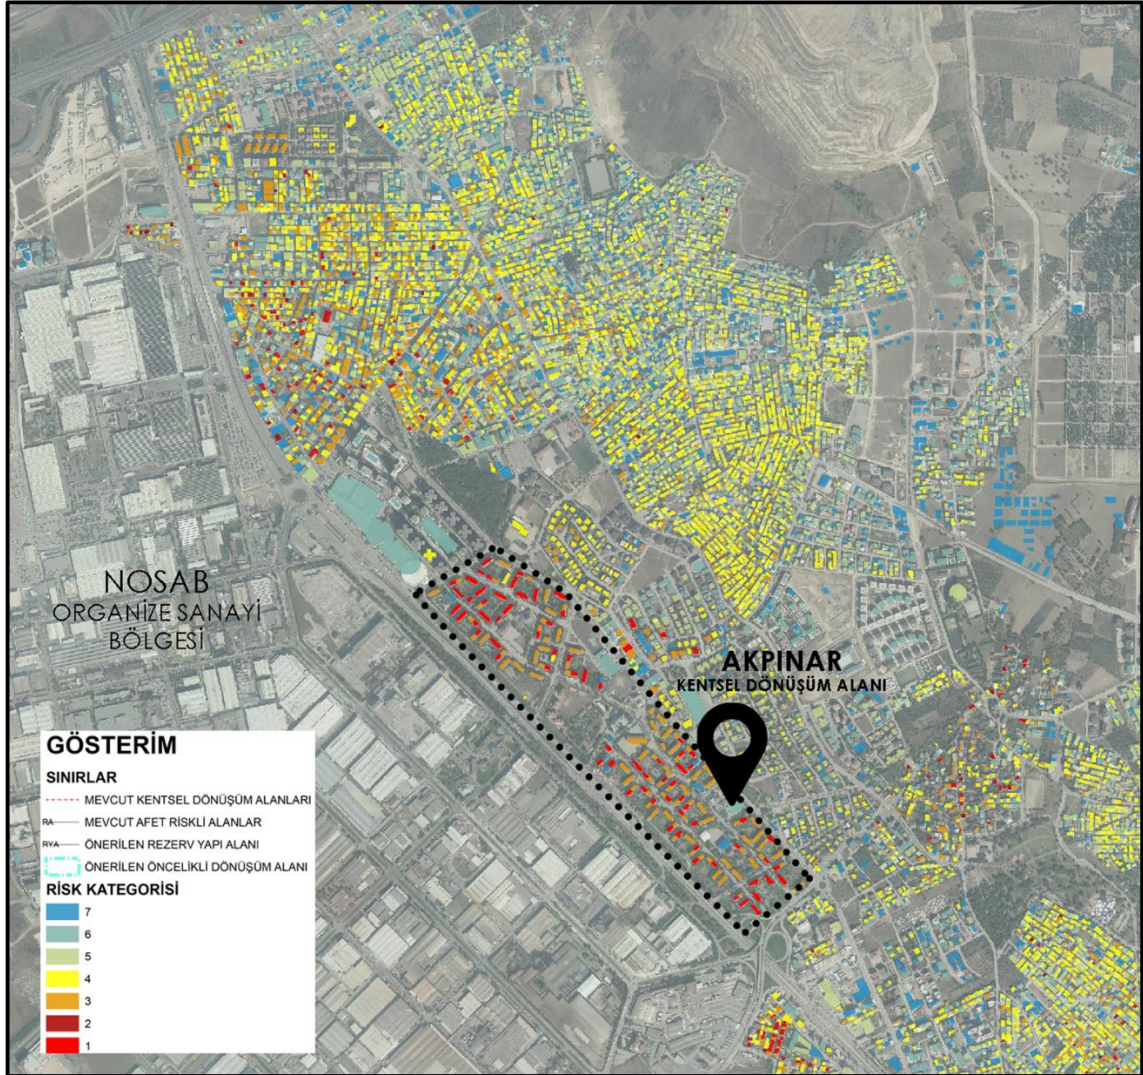 NOSAB
ORGANİZE SANAYİ
BÖLGESİ
AKPINAR
KENTSEL DÖNÜŞÜM ALANI
GÖSTERİM
SINIRLAR
MEVCUT KENTSEL DÖNÜŞÜM ALANLARI
RA MEVCUT AFET RİSKLİ ALANLAR
RYA ÖNERİLEN REZERV YAPI ALANI
ÖNERİLEN ÖNCELİKLİ DÖNÜŞÜM ALANI
RİSK KATEGORİSİ
7
6
5
4
3
2
1